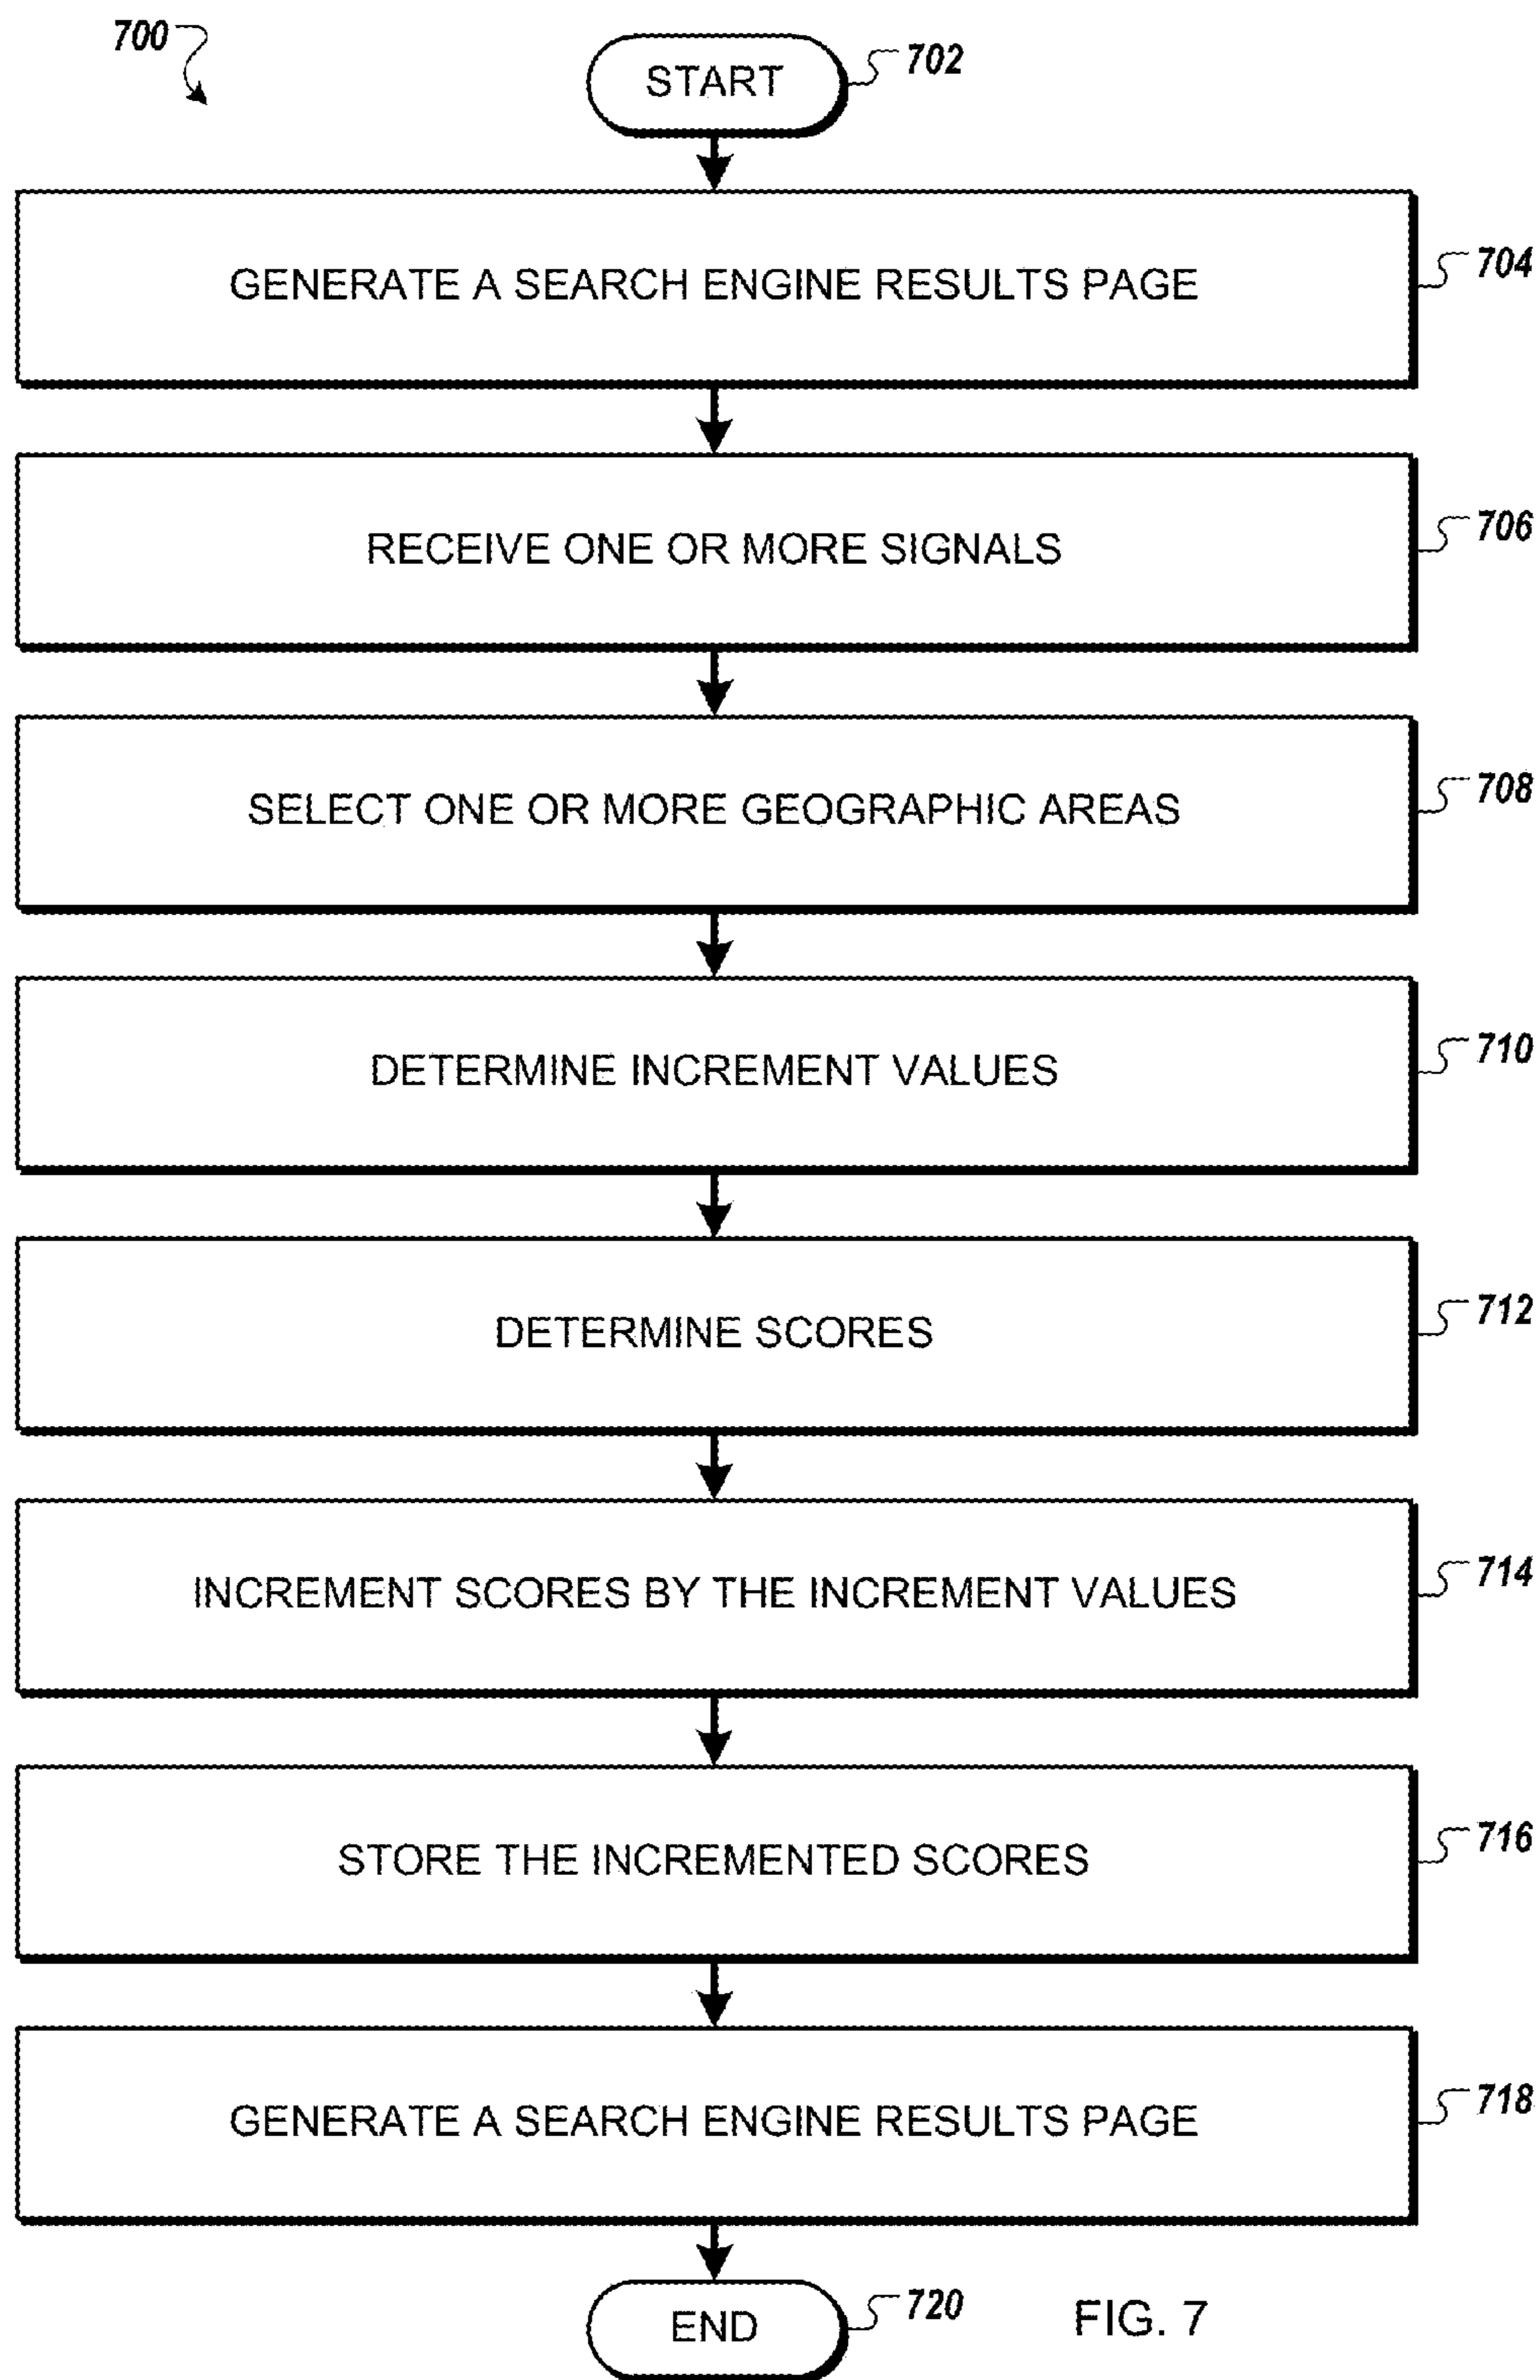 700
START
702
GENERATE A SEARCH ENGINE RESULTS PAGE
704
RECEIVE ONE OR MORE SIGNALS
706
SELECT ONE OR MORE GEOGRAPHIC AREAS
708
DETERMINE INCREMENT VALUES
710
DETERMINE SCORES
712
INCREMENT SCORES BY THE INCREMENT VALUES
714
STORE THE INCREMENTED SCORES
716
GENERATE A SEARCH ENGINE RESULTS PAGE
718
END
720
FIG. 7